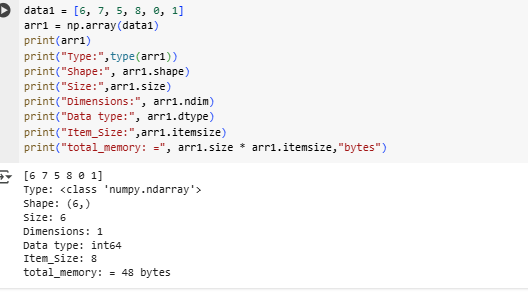 data1 = [6, 7, 5, 8, 0, 1]
arr1 = np.array(data1)
print(arr1)
print("Type:",type(arr1))
print("Shape:", arr1.shape)
print("Size:",arr1.size)
print("Dimensions:", arr1.ndim)
print("Data type:", arr1.dtype)
print("Item_Size:",arr1.itemsize)
print("total_memory: =", arr1.size * arr1.itemsize,"bytes")
[6 7 5 8 0 1]
Type: <class 'numpy.ndarray'>
Shape: (6,)
Size: 6
Dimensions: 1
Data type: int64
Item_Size: 8
total_memory: = 48 bytes